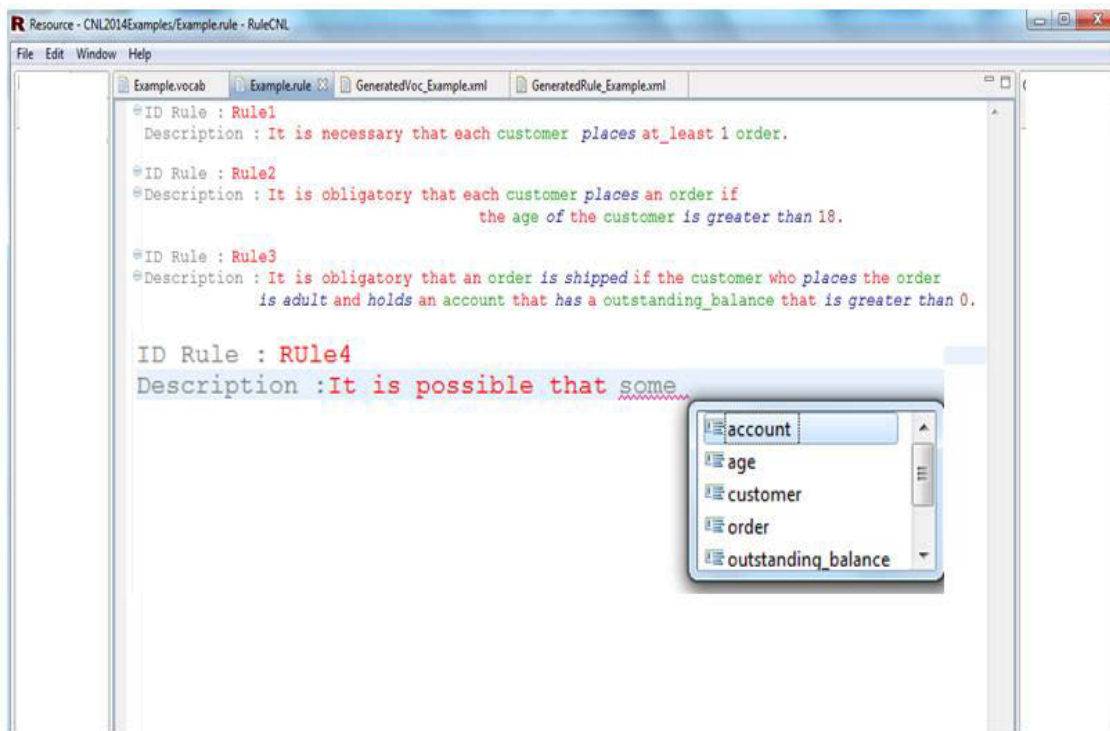 R Resource - CNL2014Examples/Example.rule - RuleCNL
File Edit Window Help
Example.vocab Example.rule GeneratedVoc_Example.xml GeneratedRule_Example.xml
ID Rule : Rule1
Description : It is necessary that each customer places at_least 1 order.
ID Rule : Rule2
Description : It is obligatory that each customer places an order if
the age of the customer is greater than 18.
ID Rule : Rule3
Description : It is obligatory that an order is shipped if the customer who places the order
is adult and holds an account that has a outstanding_balance that is greater than 0.
ID Rule : RUle4
Description :It is possible that some
account
age
customer
order
outstanding_balance